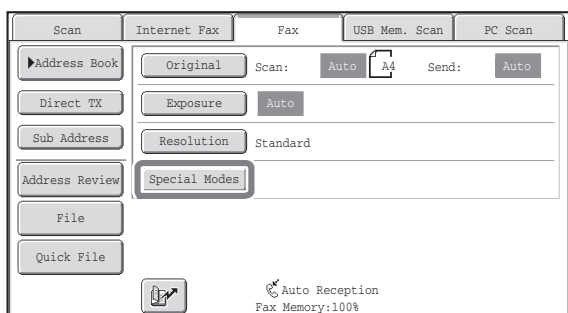 Scan Internet Fax Fax USB Mem. Scan PC Scan
Address Book Original Scan: Auto A4 Send: Auto
Direct TX Exposure Auto
Sub Address Resolution Standard
Address Review Special Modes
File
Quick File
Auto Reception
Fax Memory:100%